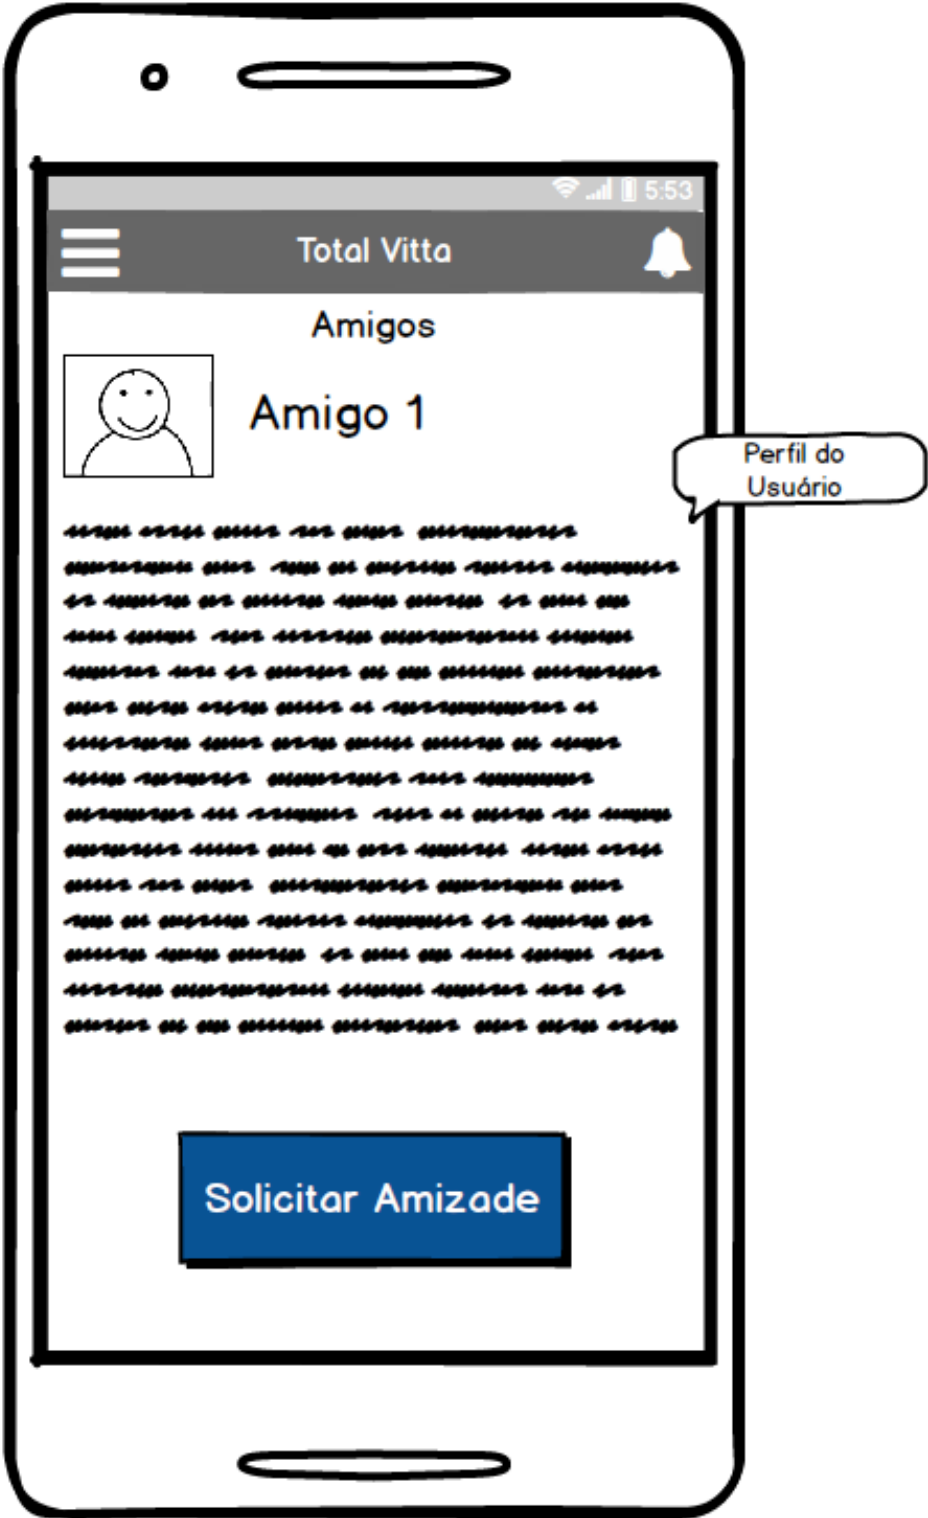 5:53
Total Vitta
Amigos
Amigo 1
Perfil do
Usuário
Solicitar Amizade